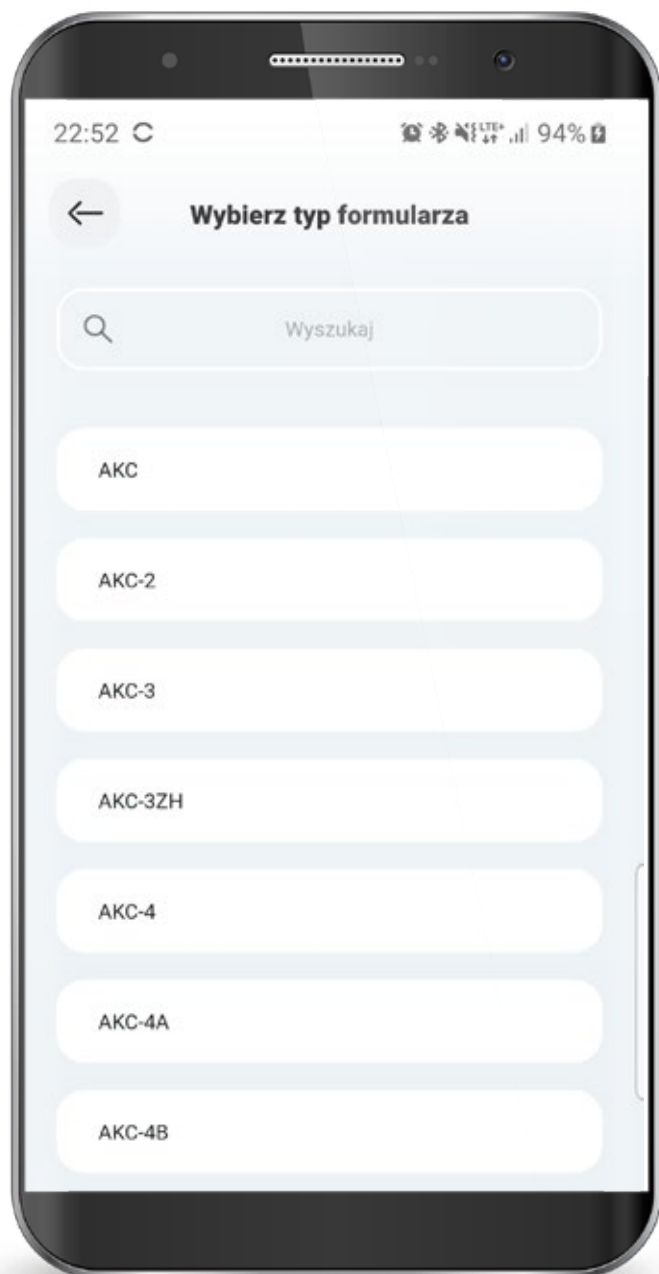 22:52
LTE+ 94%
Wybierz typ formularza
Wyszukaj
AKC
AKC-2
AKC-3
AKC-3ZH
AKC-4
AKC-4A
AKC-4B